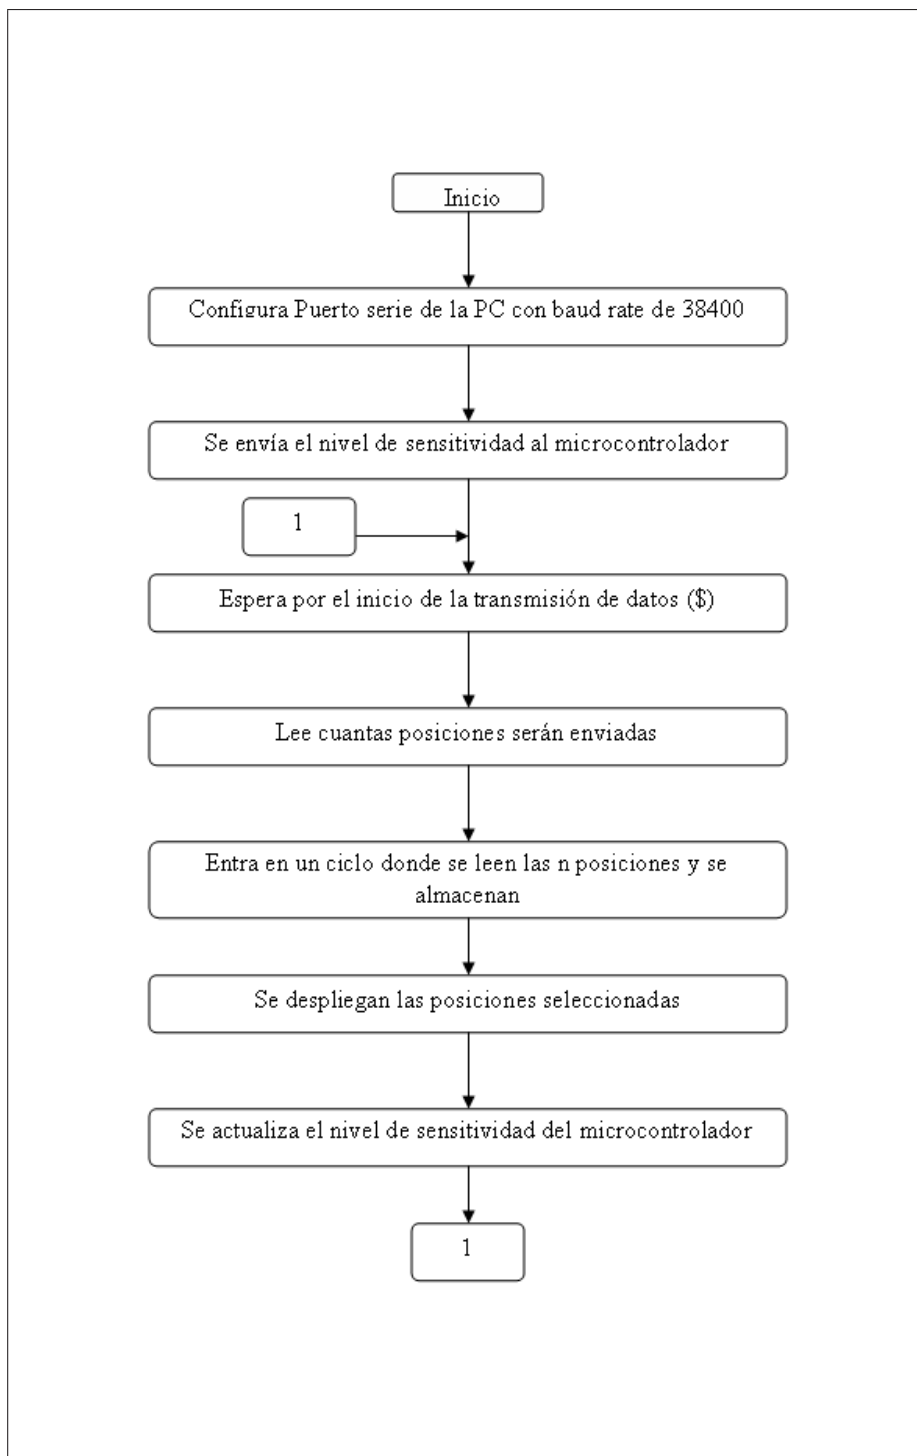 Inicio
Configura Puerto serie de la PC con baud rate de 38400
Se envía el nivel de sensitividad al microcontrolador
1
Espera por el inicio de la transmisión de datos ($)
Lee cuantas posiciones serán enviadas
Entra en un ciclo donde se leen las n posiciones y se
almacenan
Se despliegan las posiciones seleccionadas
Se actualiza el nivel de sensitividad del microcontrolador
1